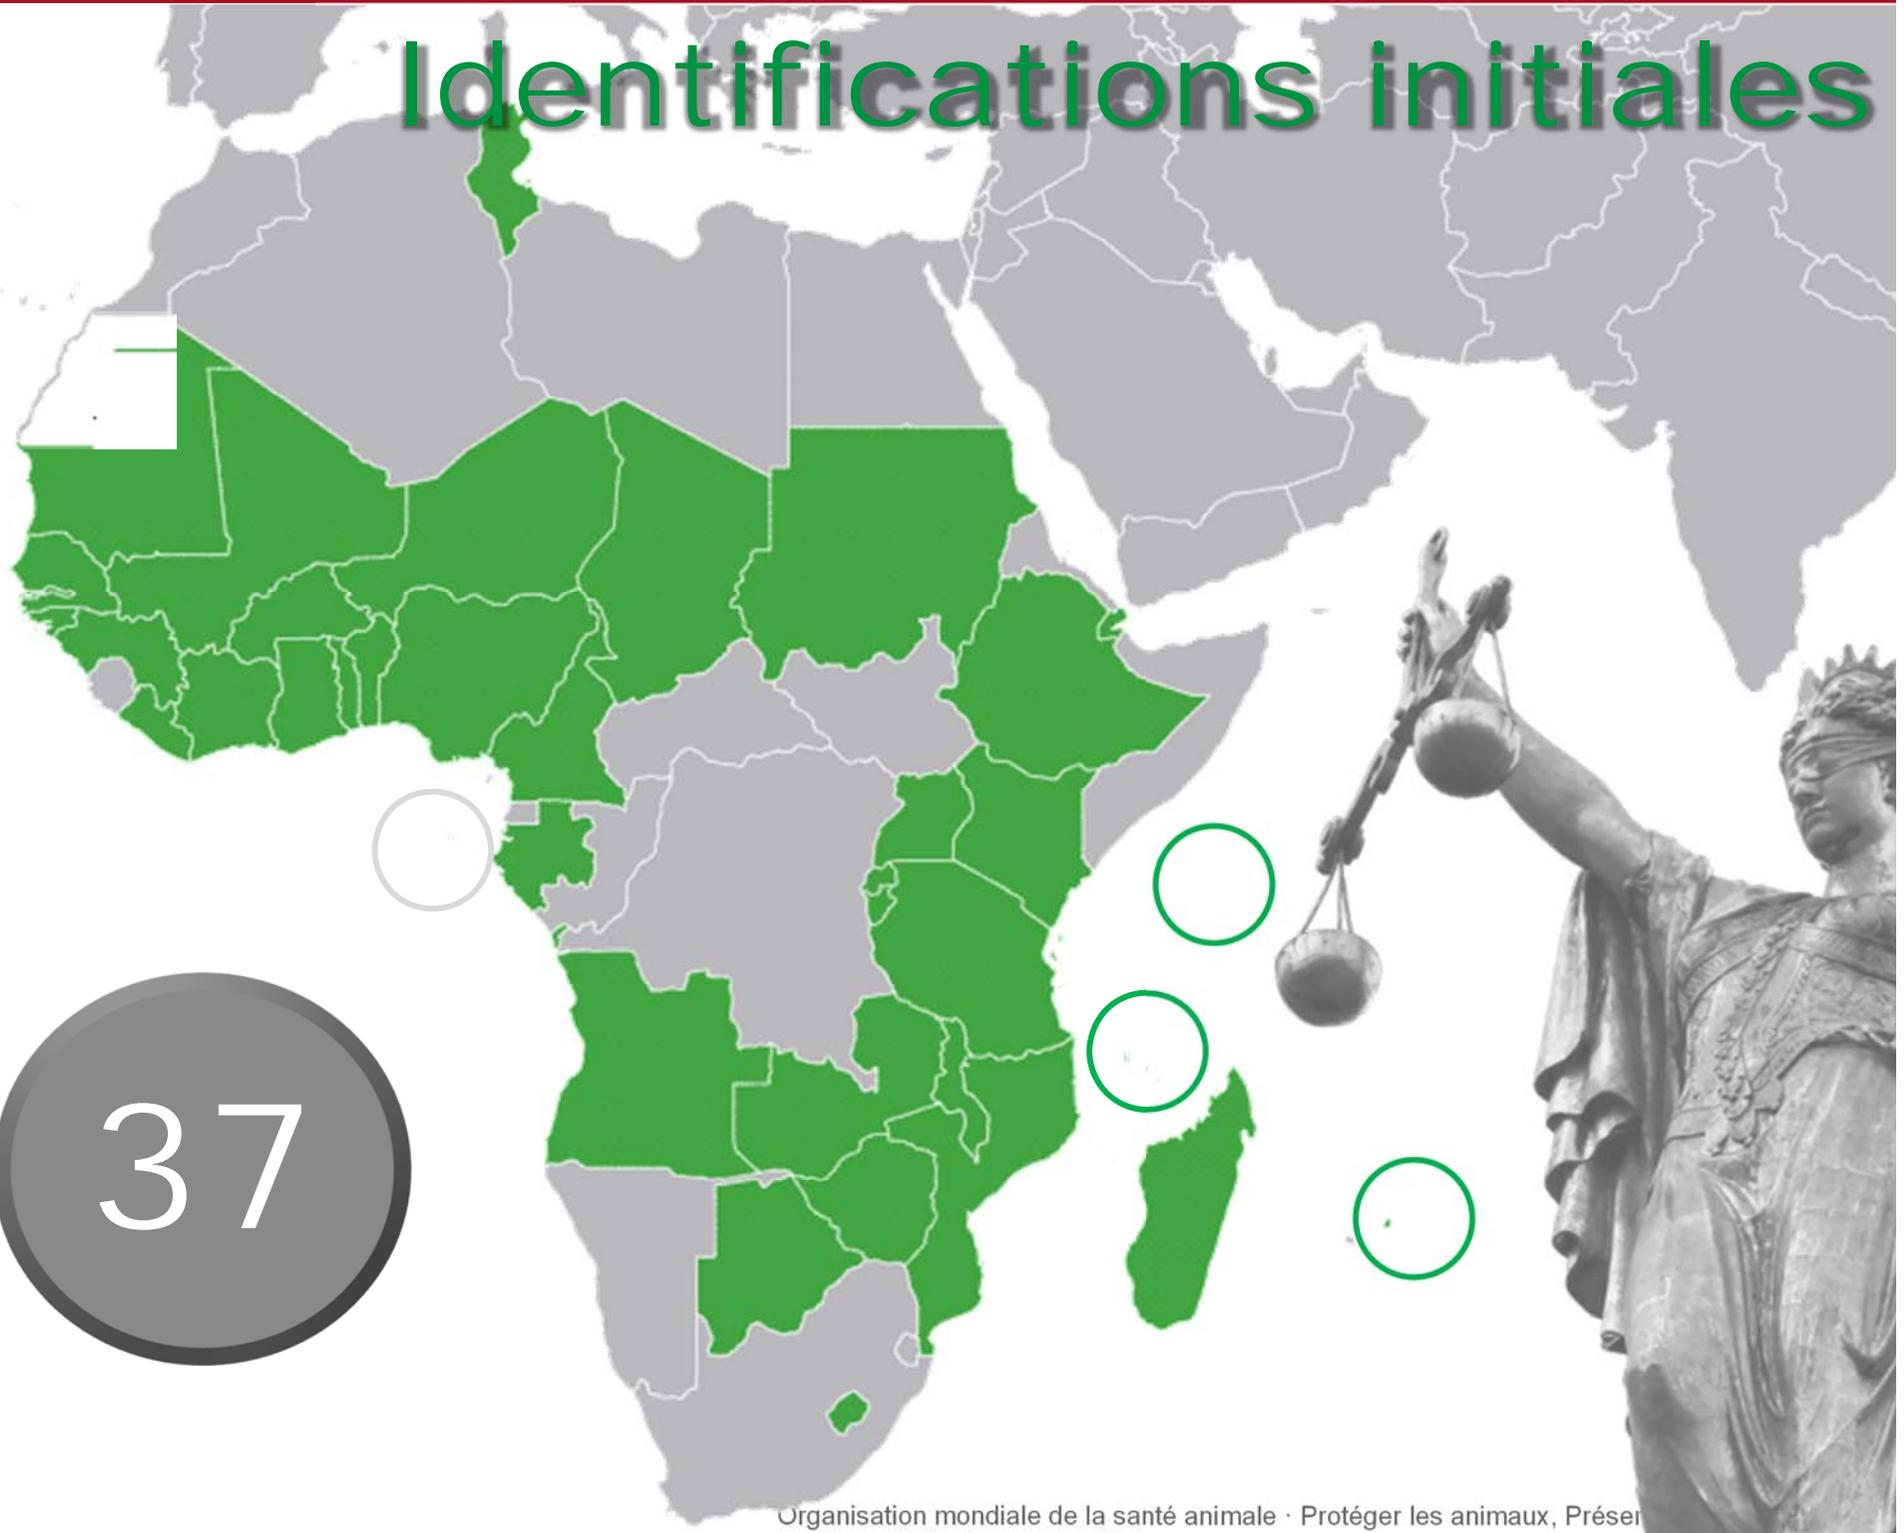 Identifications initiales
37
Organisation mondiale de la santé animale · Protéger les animaux, Préser